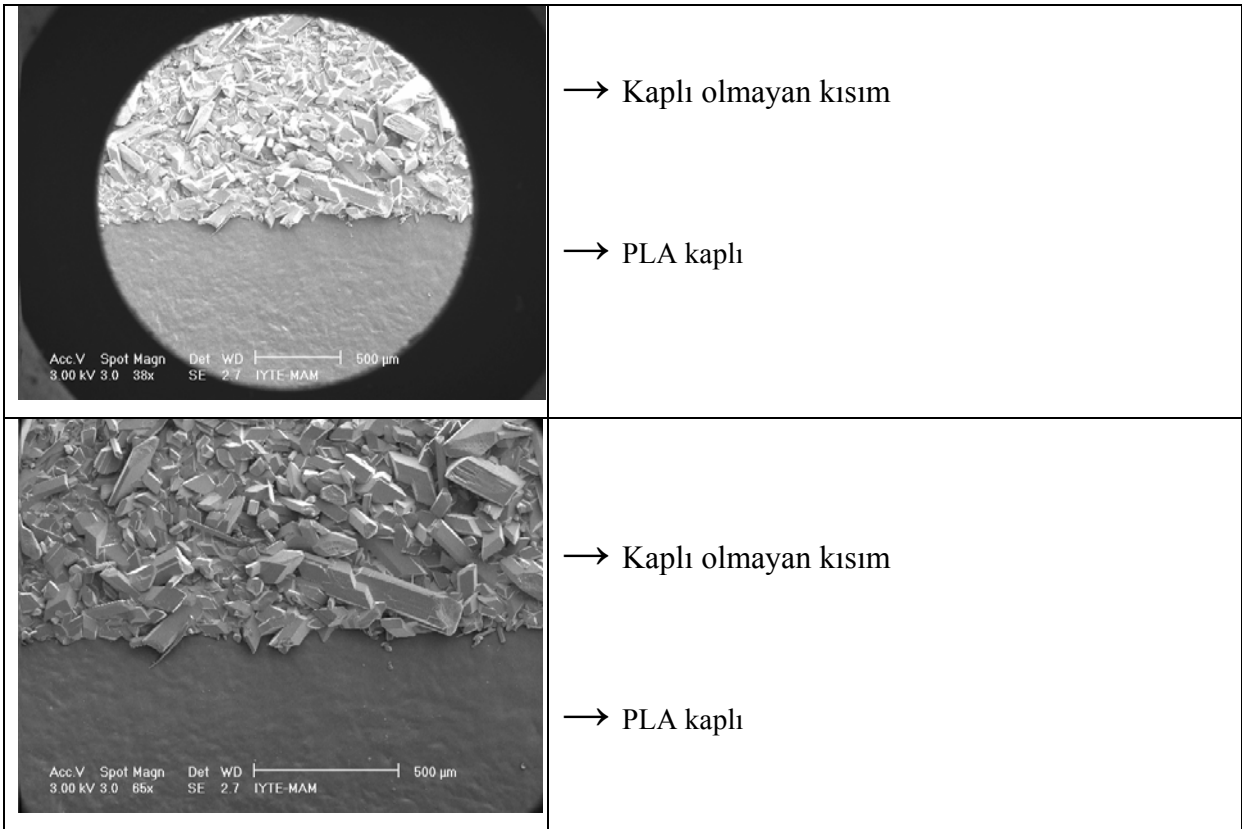 → Kaplı olmayan kısım
→ PLA kaplı
Acc.V Spot Magn Det WD 500 µm
3.00 kV 3.0 38x SE 2.7 IYTE-MAM
→ Kaplı olmayan kısım
→ PLA kaplı
Acc.V Spot Magn Det WD 500 µm
3.00 kV 3.0 65x SE 2.7 IYTE-MAM